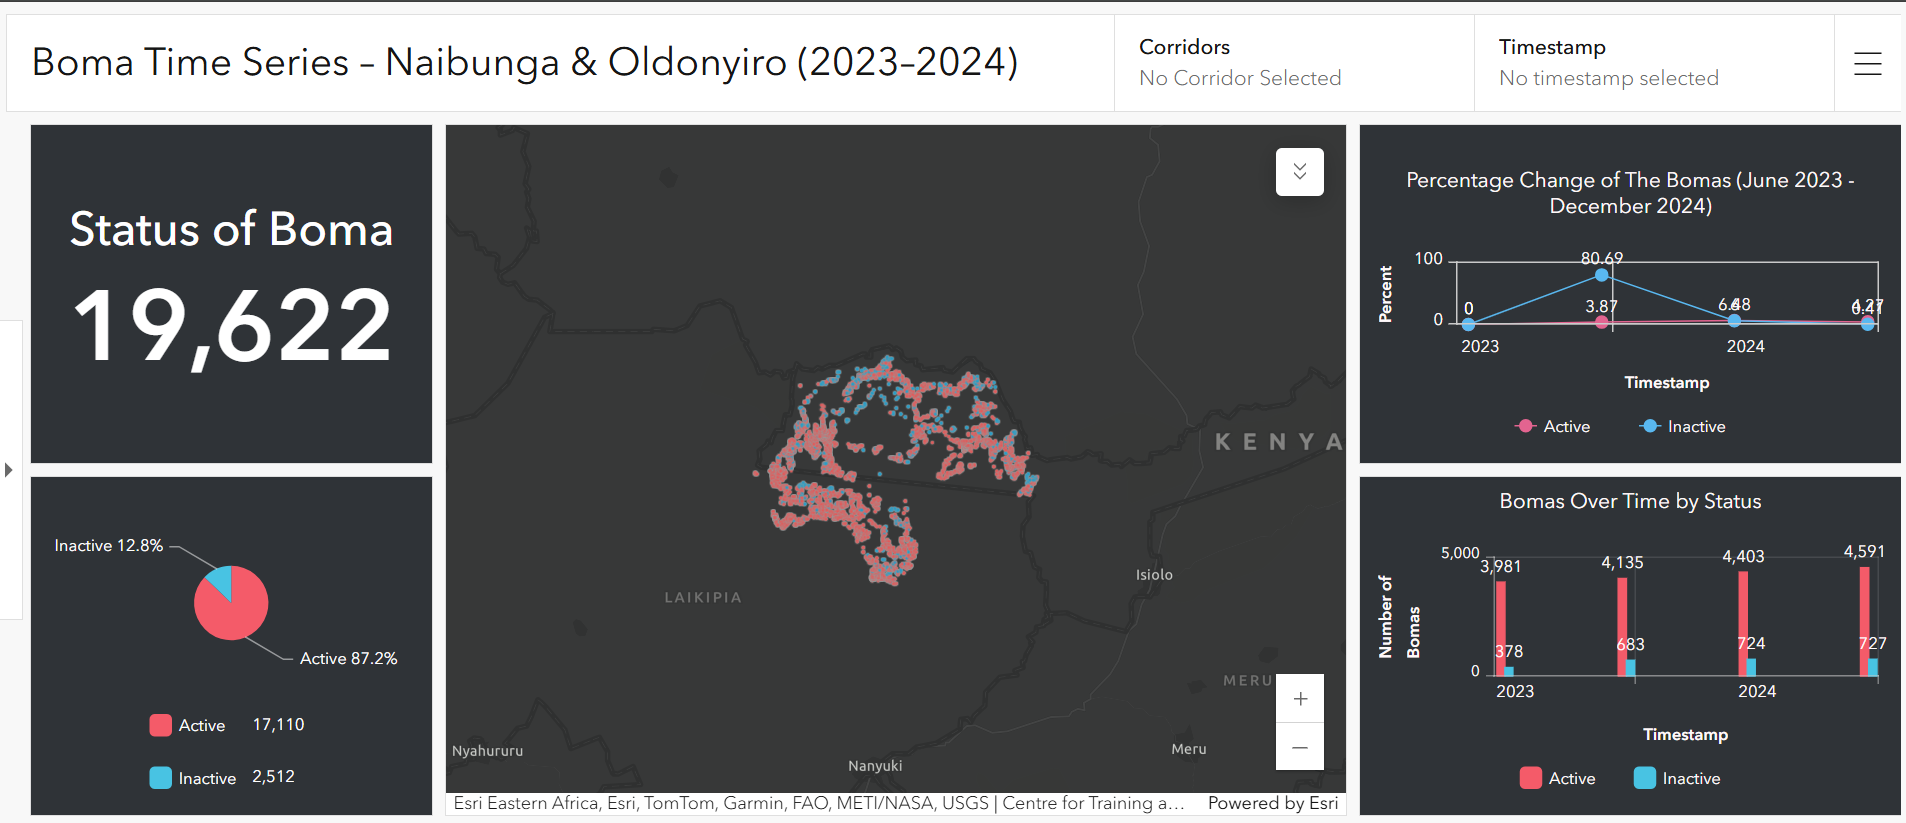 Boma Time Series – Naibunga & Oldonyiro (2023–2024)
Corridors
No Corridor Selected
Timestamp
No timestamp selected
Status of Boma
19,622
Inactive 12.8%
Active 87.2%
Active 17,110
Inactive 2,512
KENYA
LAIKIPIA
Isiolo
MERU
Nyahururu
Nanyuki
Meru
Esri Eastern Africa, Esri, TomTom, Garmin, FAO, METI/NASA, USGS | Centre for Training a...
Powered by Esri
Percentage Change of The Bomas (June 2023 -
December 2024)
Percent
100
0
0
80.69
3.87
6.48
4.27
0.41
2023
2024
Timestamp
Active
Inactive
Bomas Over Time by Status
Number of
Bomas
5,000
0
3,981
378
4,135
683
4,403
724
4,591
727
2023
2024
Timestamp
Active
Inactive